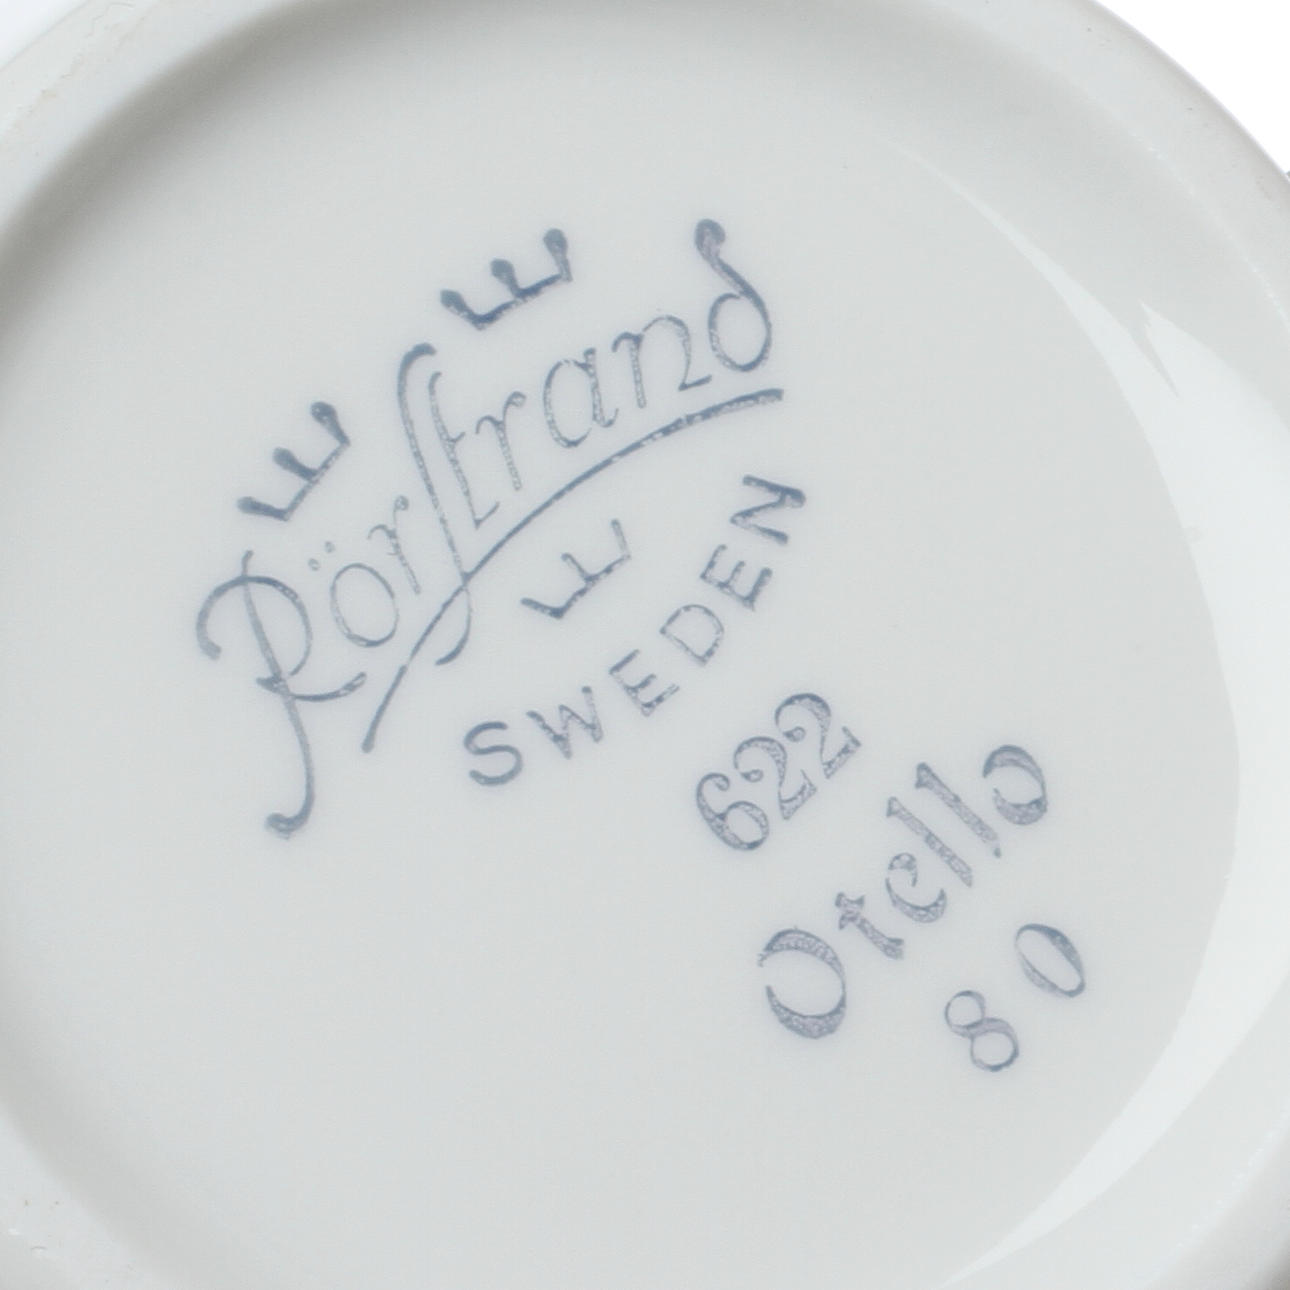 Rörstrand
SWEDEN
622
Otello
80